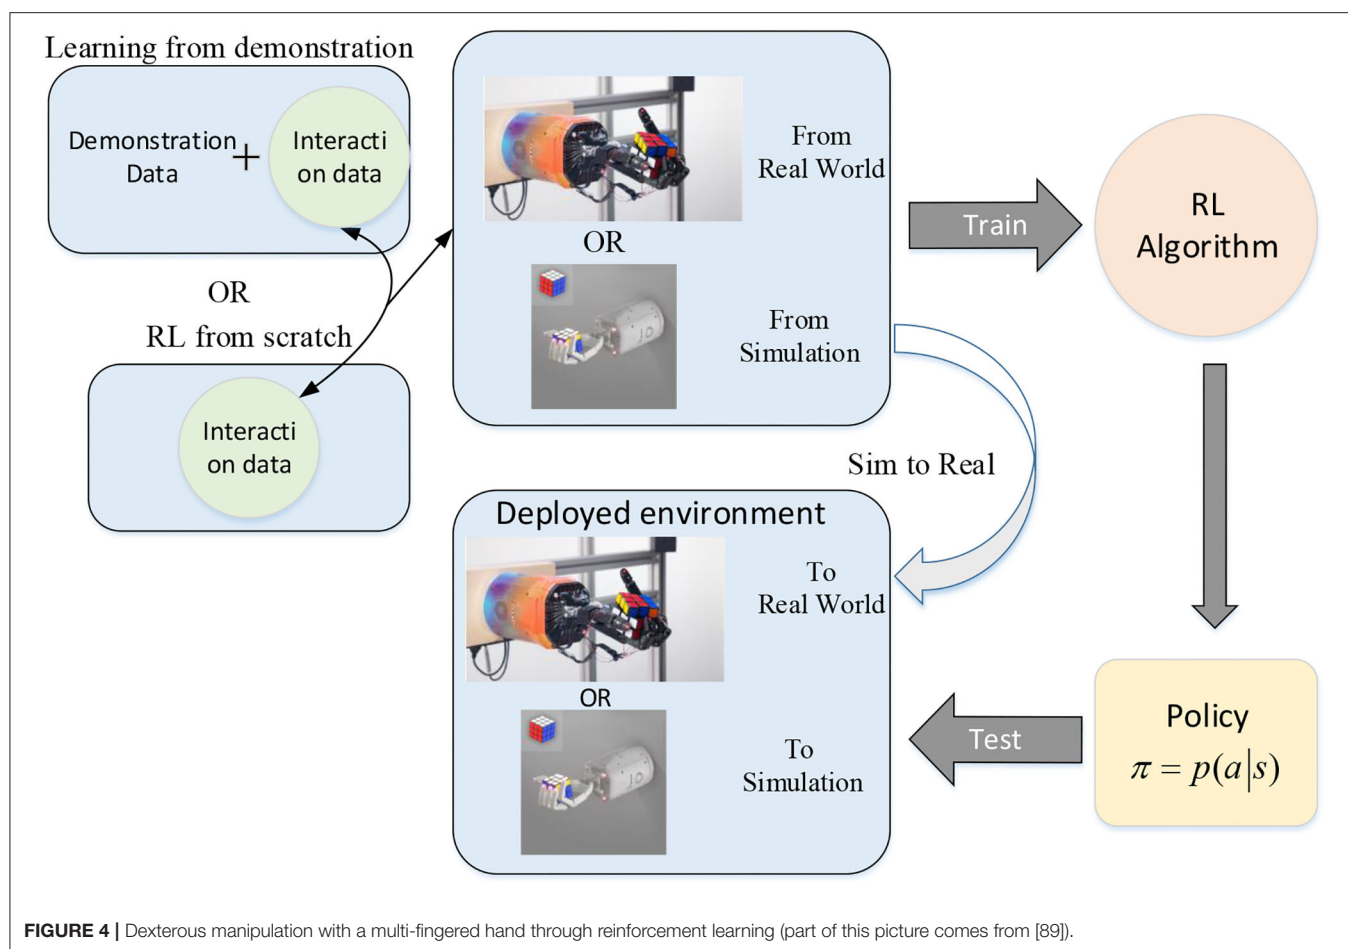 Learning from demonstration
Demonstration
Data
+
Interacti
on data
OR
RL from scratch
Interacti
on data
From
Real World
OR
From
Simulation
Train
RL
Algorithm
Sim to Real
Deployed environment
To
Real World
OR
To
Simulation
Test
Policy
π = p(a|s)
FIGURE 4 | Dexterous manipulation with a multi-fingered hand through reinforcement learning (part of this picture comes from [89]).